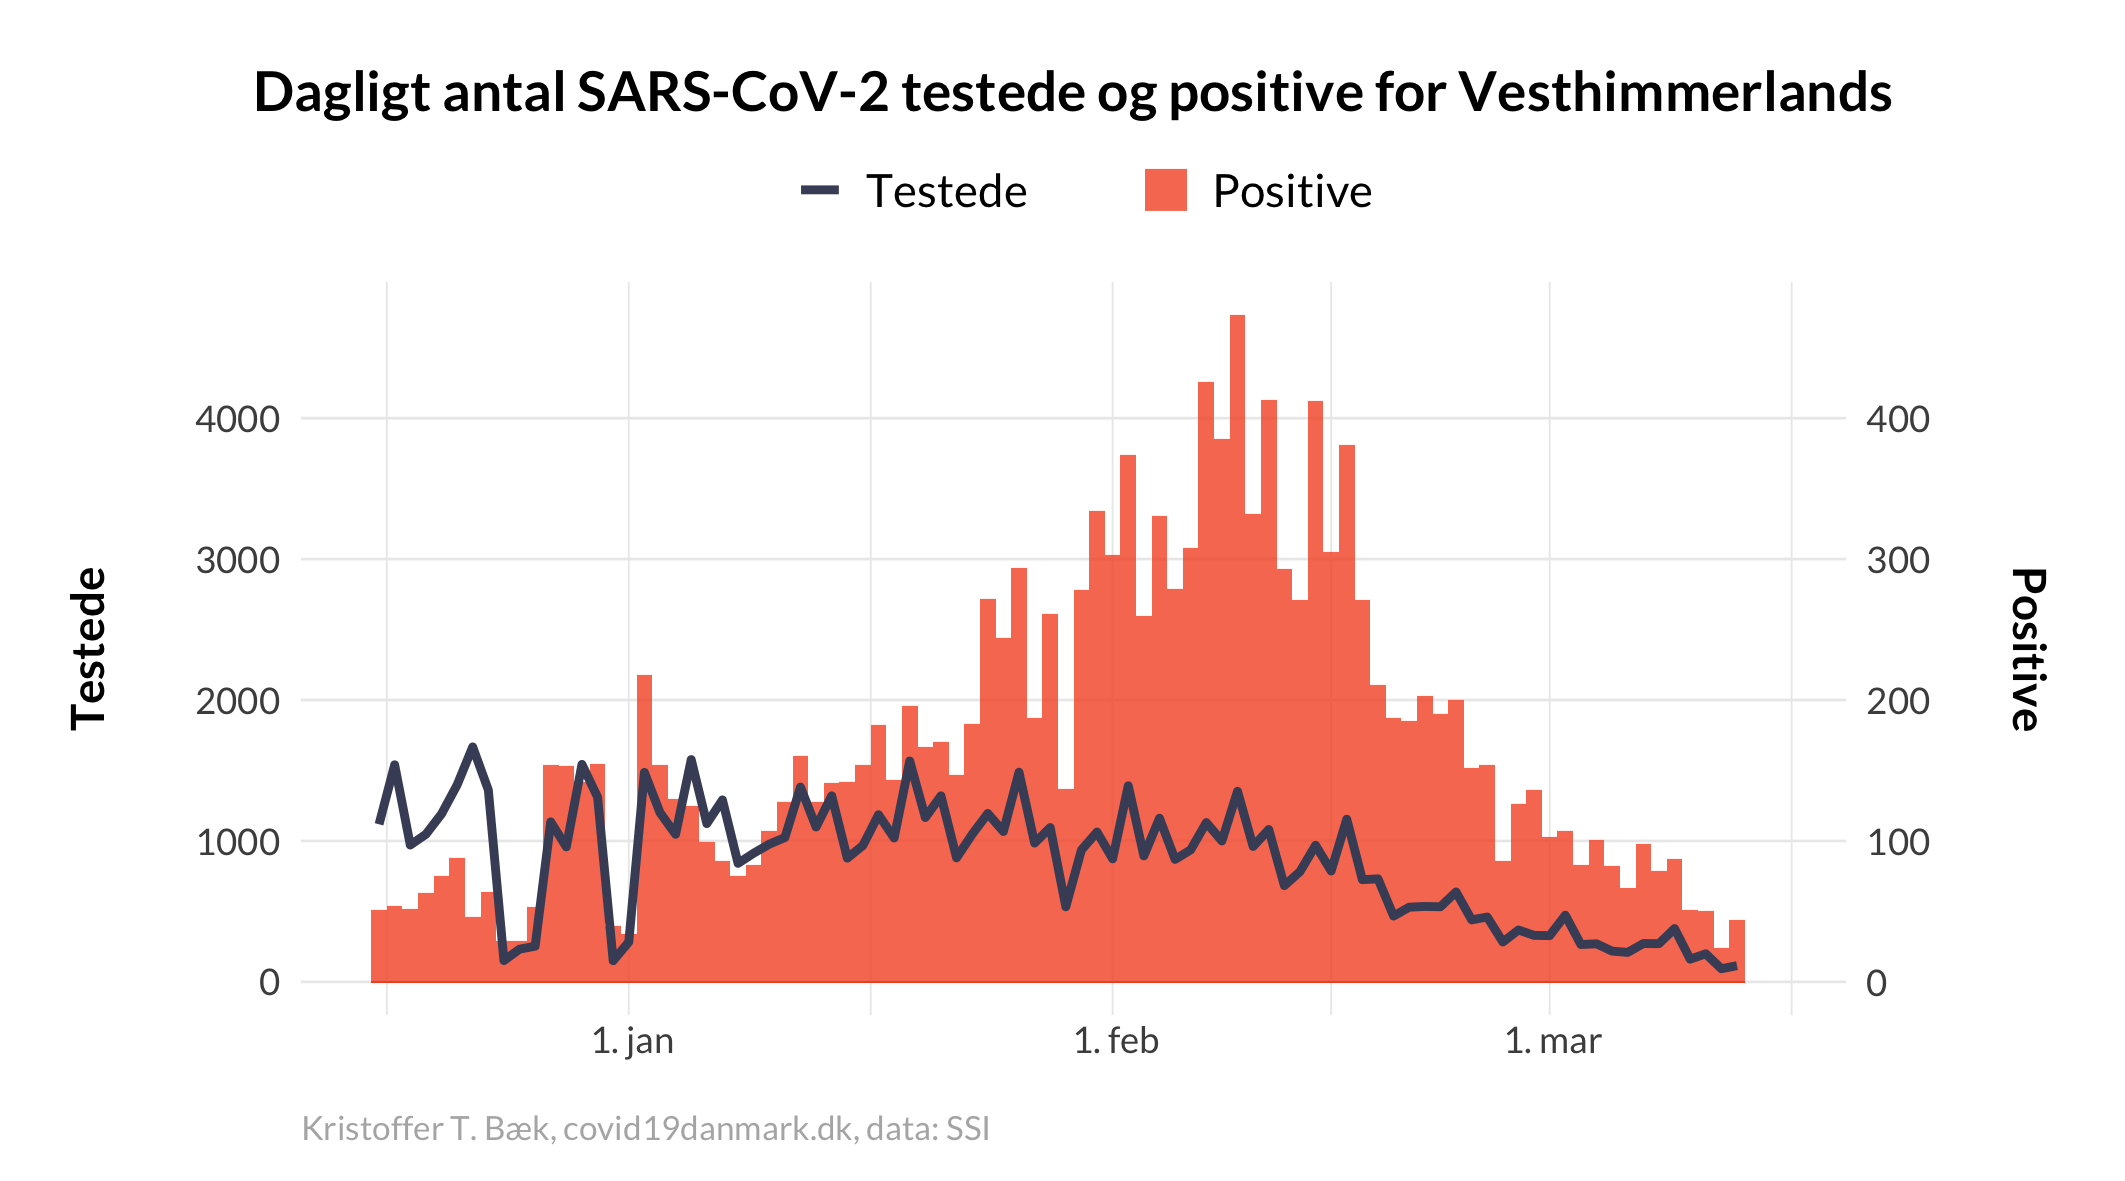 Dagligt antal SARS-CoV-2 testede og positive for Vesthimmerlands
Testede
Positive
Testede
4000
3000
2000
1000
0
400
300
200
100
0
Positive
1. jan
1. feb
1. mar
Kristoffer T. Bæk, covid19danmark.dk, data: SSI